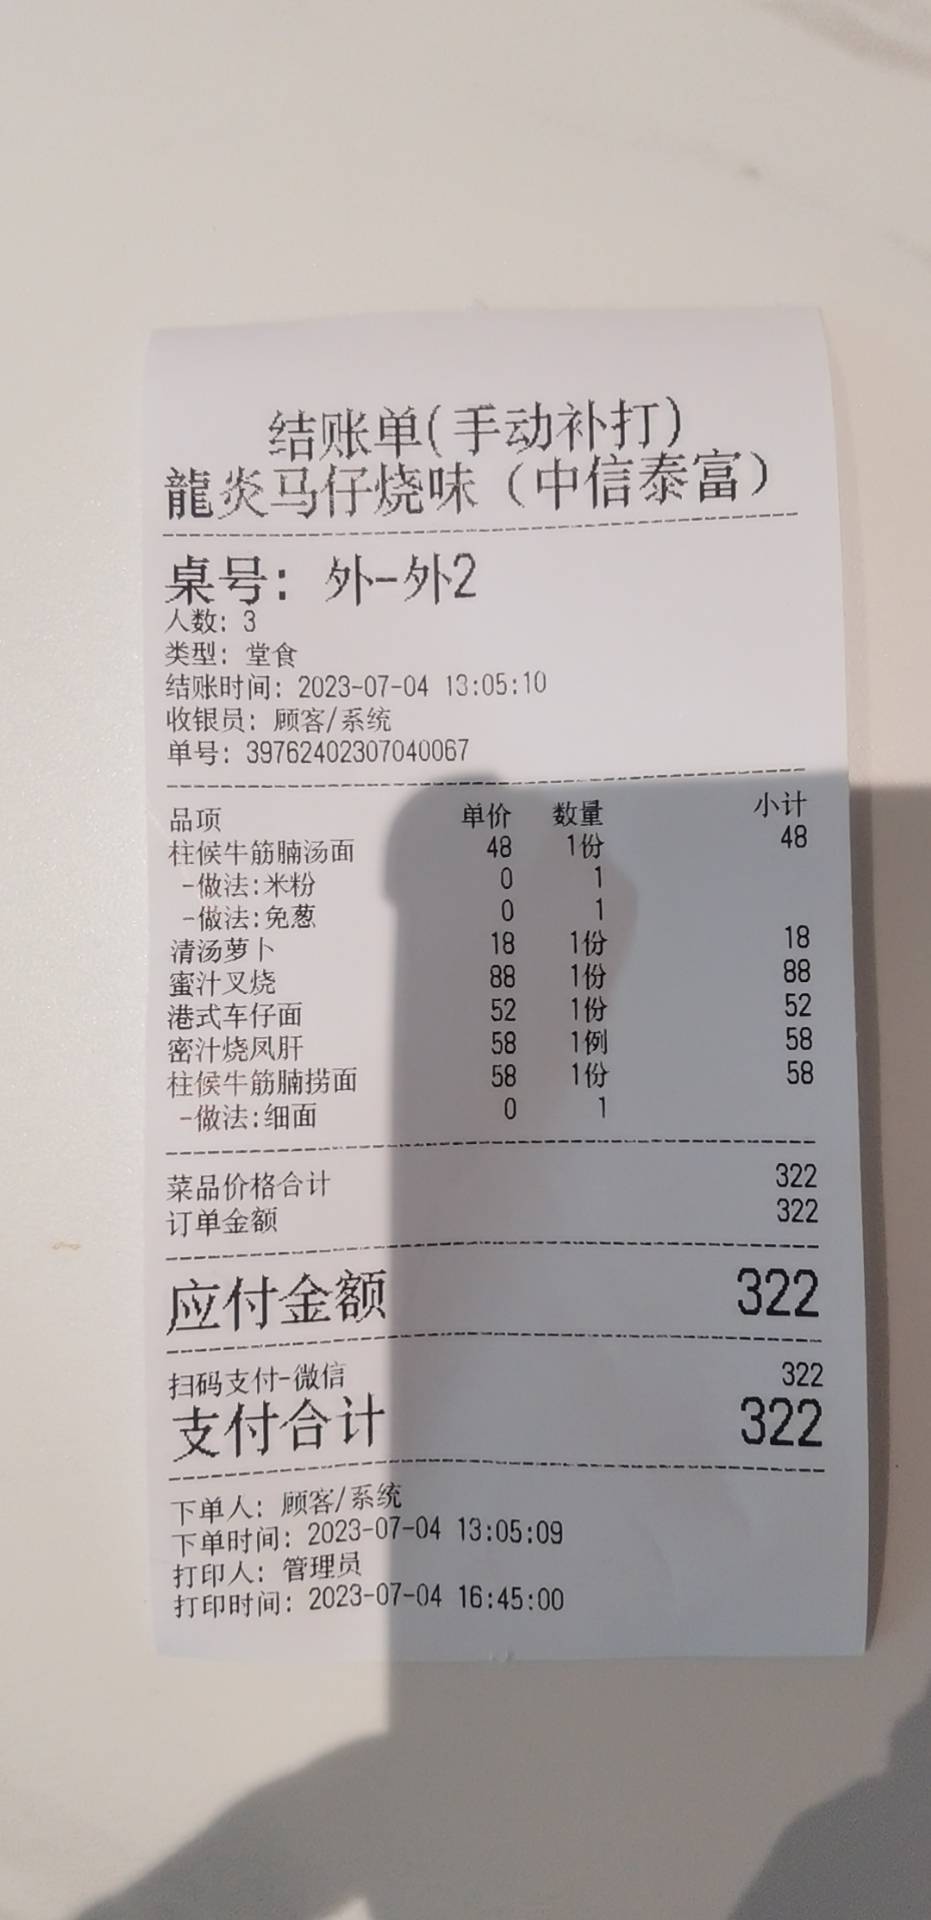 结账单(手动补打)
龍炎马仔烧味（中信泰富）
桌号: 外-外2
人数: 3
类型: 堂食
结账时间: 2023-07-04 13:05:10
收银员: 顾客/系统
单号: 39762402307040067
品项 单价 数量 小计
柱候牛筋腩汤面 48 1份 48
-做法:米粉 0 1
-做法:免葱 0 1
清汤萝卜 18 1份 18
蜜汁叉烧 88 1份 88
港式车仔面 52 1份 52
密汁烧凤肝 58 1例 58
柱候牛筋腩捞面 58 1份 58
-做法:细面 0 1
菜品价格合计 322
订单金额 322
应付金额 322
扫码支付-微信 322
支付合计 322
下单人: 顾客/系统
下单时间: 2023-07-04 13:05:09
打印人: 管理员
打印时间: 2023-07-04 16:45:00